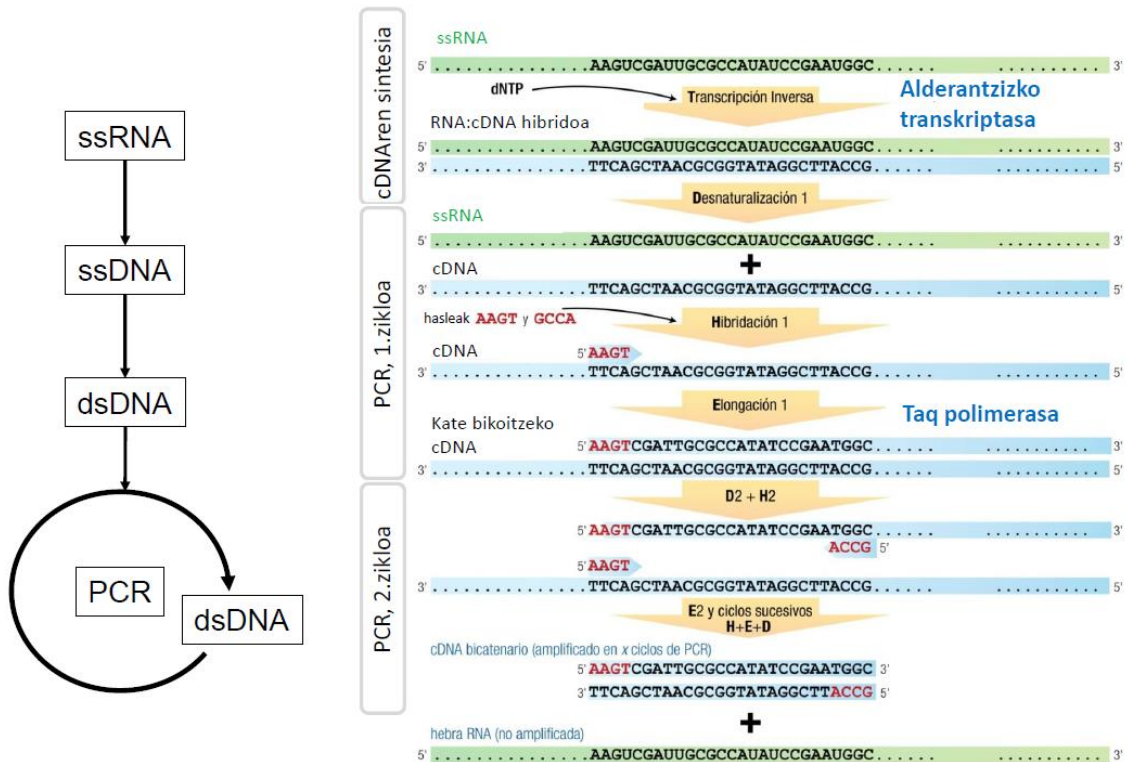 ssRNA
ssDNA
dsDNA
PCR
dsDNA
cDNAren sintesia
PCR, 1.zikloa
PCR, 2.zikloa
ssRNA
5' ...............AAGUCGAUUGCGCCAUAUCCGAAUGGC...... ........... 3'
dNTP
Transcripción Inversa
Alderantzizko
transkriptasa
RNA:cDNA hibridoa
5' ...............AAGUCGAUUGCGCCAUAUCCGAAUGGC...... ........... 3'
3' ...............TTCAGCTAACGCGGTATAGGCTTACCG...... ........... 5'
Desnaturalización 1
ssRNA
5' ...............AAGUCGAUUGCGCCAUAUCCGAAUGGC...... ........... 3'
+
cDNA
3' ...............TTCAGCTAACGCGGTATAGGCTTACCG...... ........... 5'
hasleak AAGT y GCCA
Hibridación 1
cDNA
5' AAGT
3' ...............TTCAGCTAACGCGGTATAGGCTTACCG...... ........... 5'
Elongación 1
Taq polimerasa
Kate bikoitzeko
cDNA
5' AAGTCGATTGCGCCATATCCGAATGGC...... ........... 3'
3' ...............TTCAGCTAACGCGGTATAGGCTTACCG...... ........... 5'
D2 + H2
5' AAGTCGATTGCGCCATATCCGAATGGC...... ........... 3'
ACCG 5'
5' AAGT
3' ...............TTCAGCTAACGCGGTATAGGCTTACCG...... ........... 5'
E2 y ciclos sucesivos
H+E+D
cDNA bicatenario (amplificado en x ciclos de PCR)
5' AAGTCGATTGCGCCATATCCGAATGGC 3'
3' TTCAGCTAACGCGGTATAGGCTTACCG 5'
+
hebra RNA (no amplificada)
5' ...............AAGUCGAUUGCGCCAUAUCCGAAUGGC...... ........... 3'